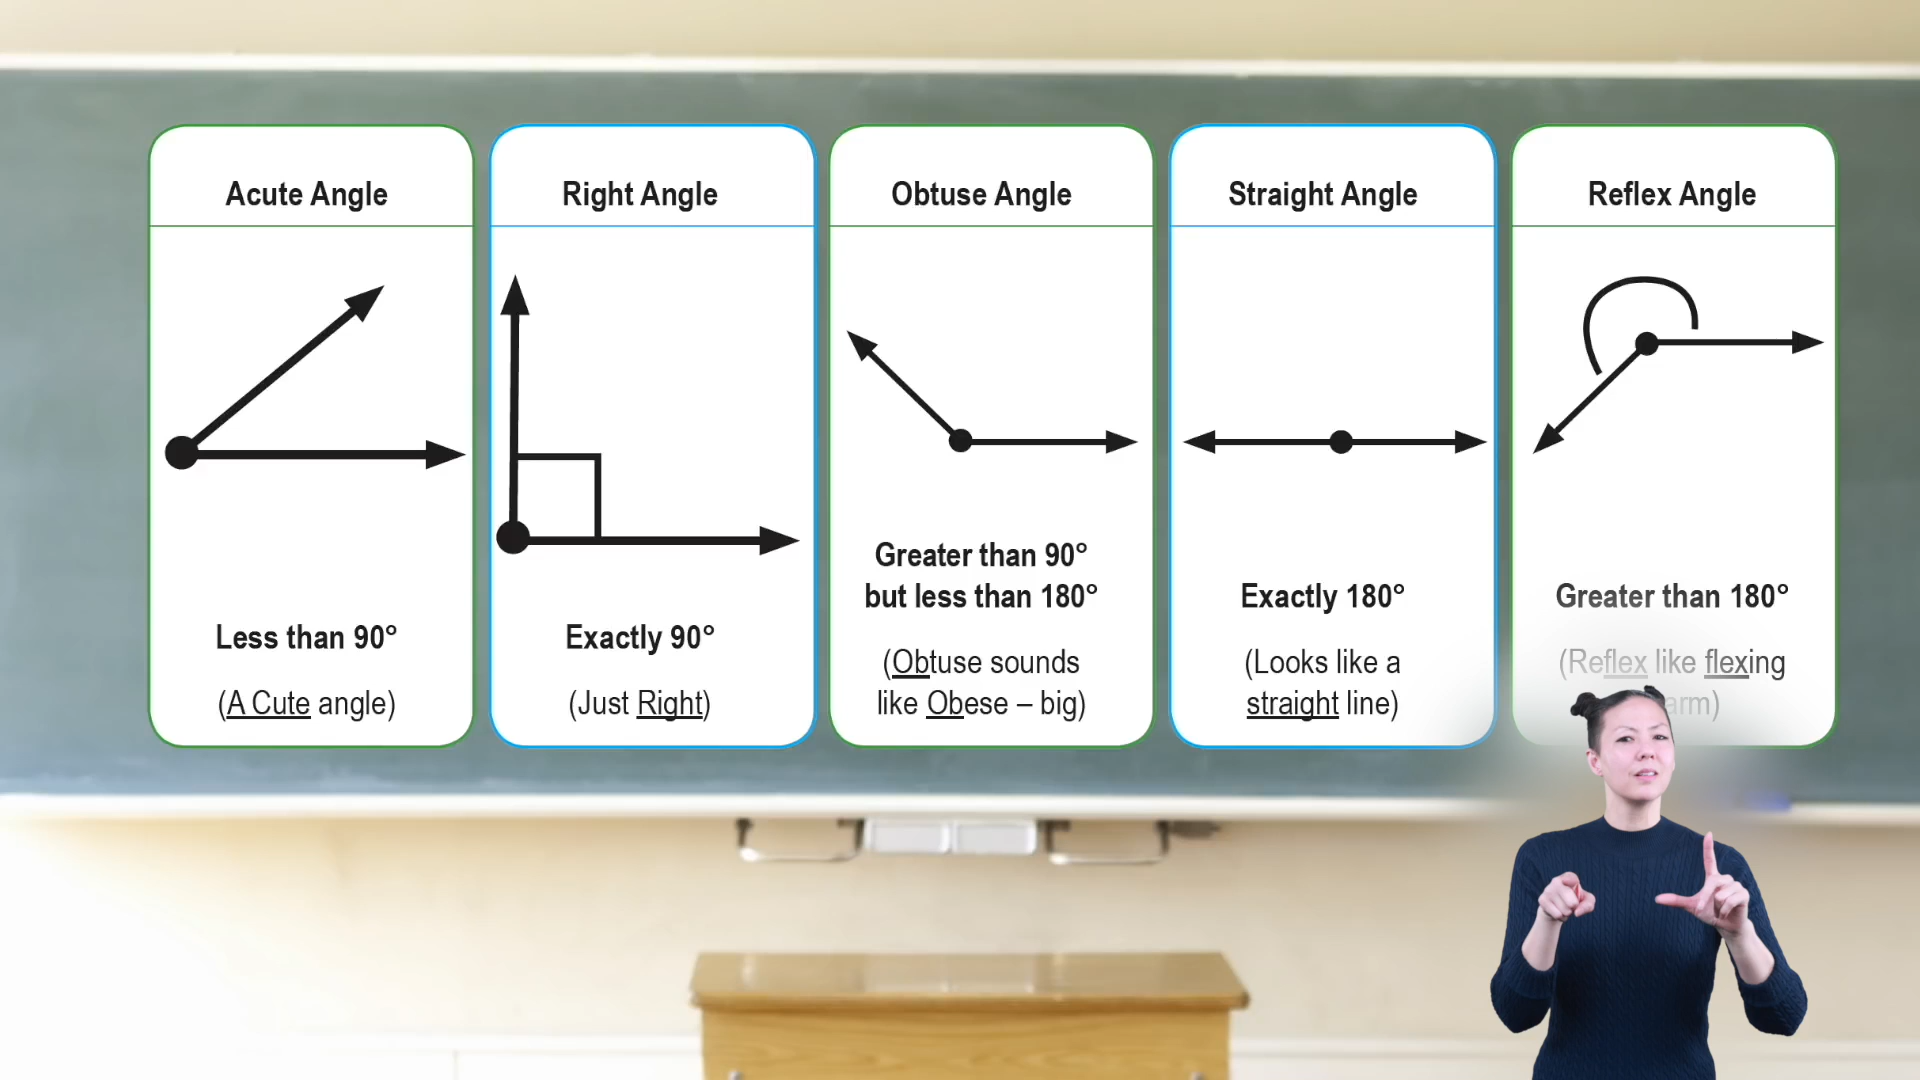 Acute Angle
Less than 90°
(A Cute angle)
Right Angle
Exactly 90°
(Just Right)
Obtuse Angle
Greater than 90°
but less than 180°
(Obtuse sounds
like Obese – big)
Straight Angle
Exactly 180°
(Looks like a
straight line)
Reflex Angle
Greater than 180°
(Reflex like flexing
arm)